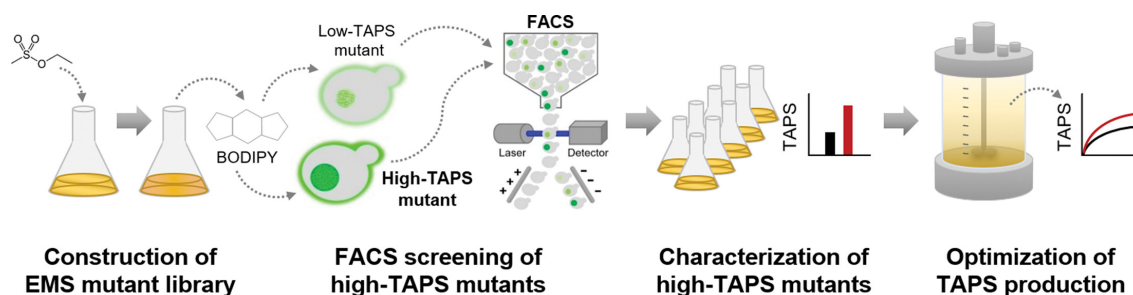 FACS
Low-TAPS
mutant
O
O
S
O
BODIPY
High-TAPS
mutant
Laser
Detector
+
+
+
−
−
−
TAPS
TAPS
Construction of
EMS mutant library
FACS screening of
high-TAPS mutants
Characterization of
high-TAPS mutants
Optimization of
TAPS production